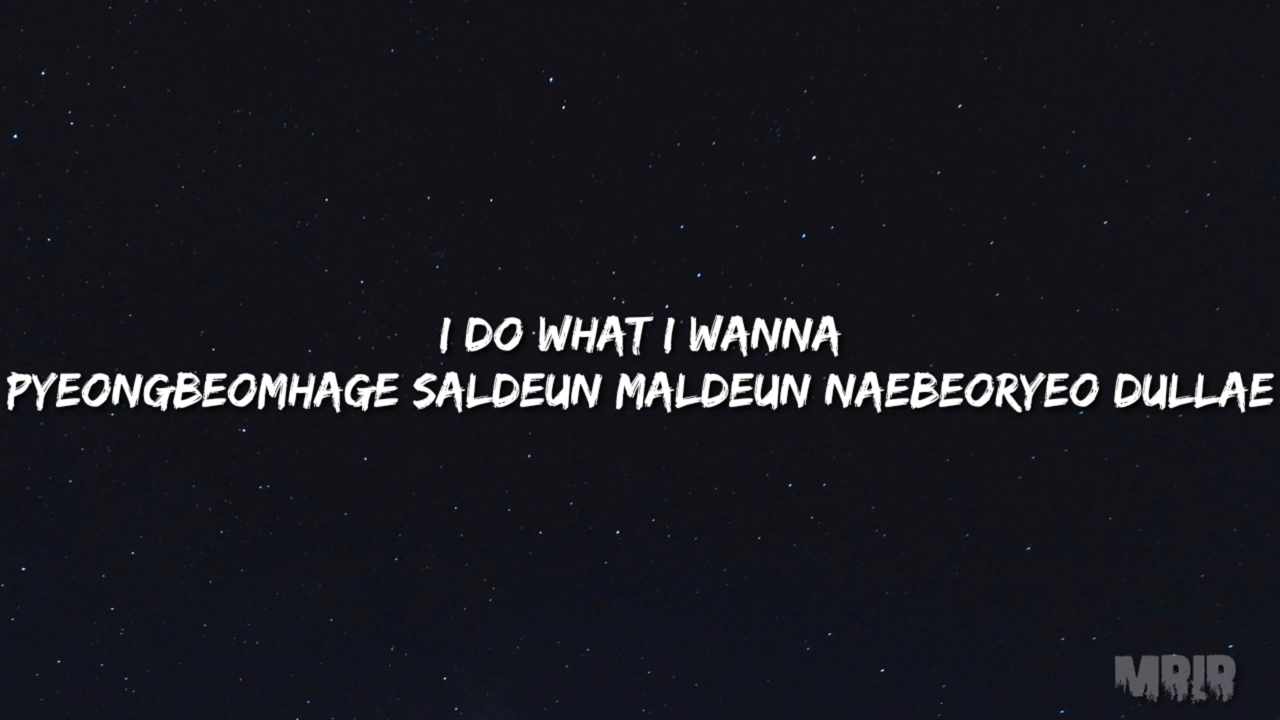 I DO WHAT I WANNA
PYEONGBEOMHAGE SALDEUN MALDEUN NAEBEORYEO DULLAE
MRLR